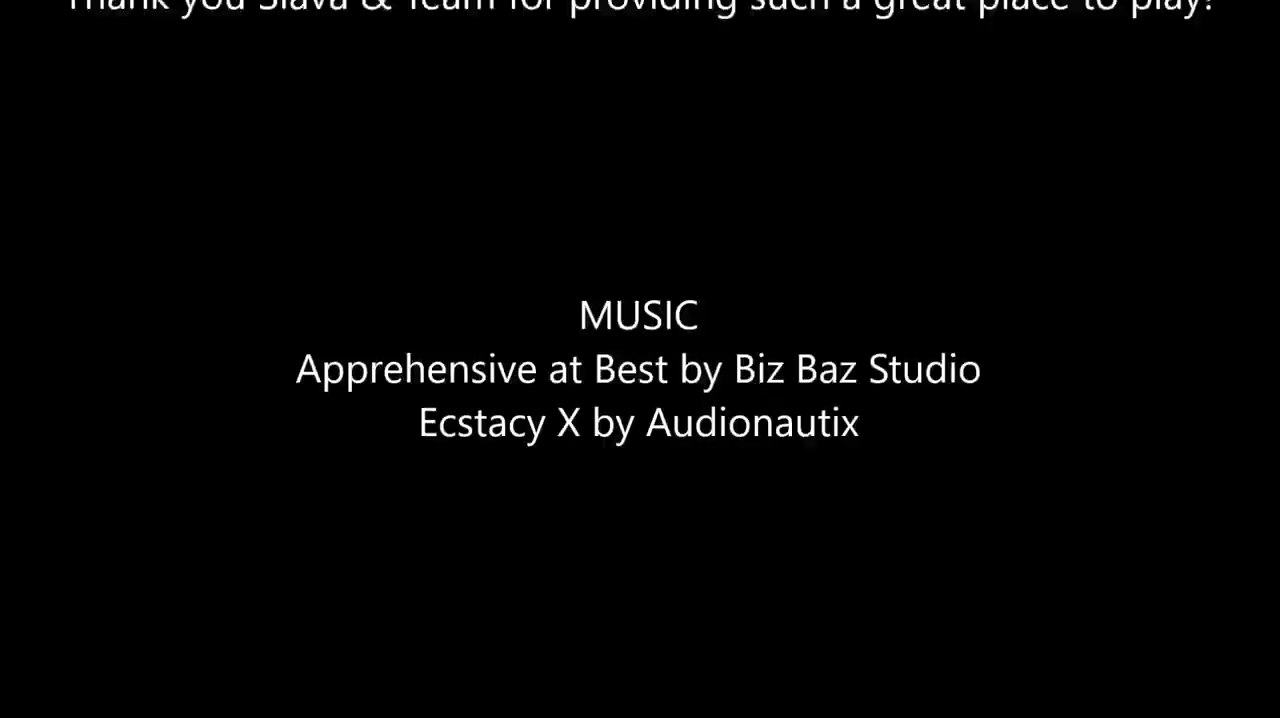 Thank you Slava & Team for providing such a great place to play!
MUSIC
Apprehensive at Best by Biz Baz Studio
Ecstacy X by Audionautix